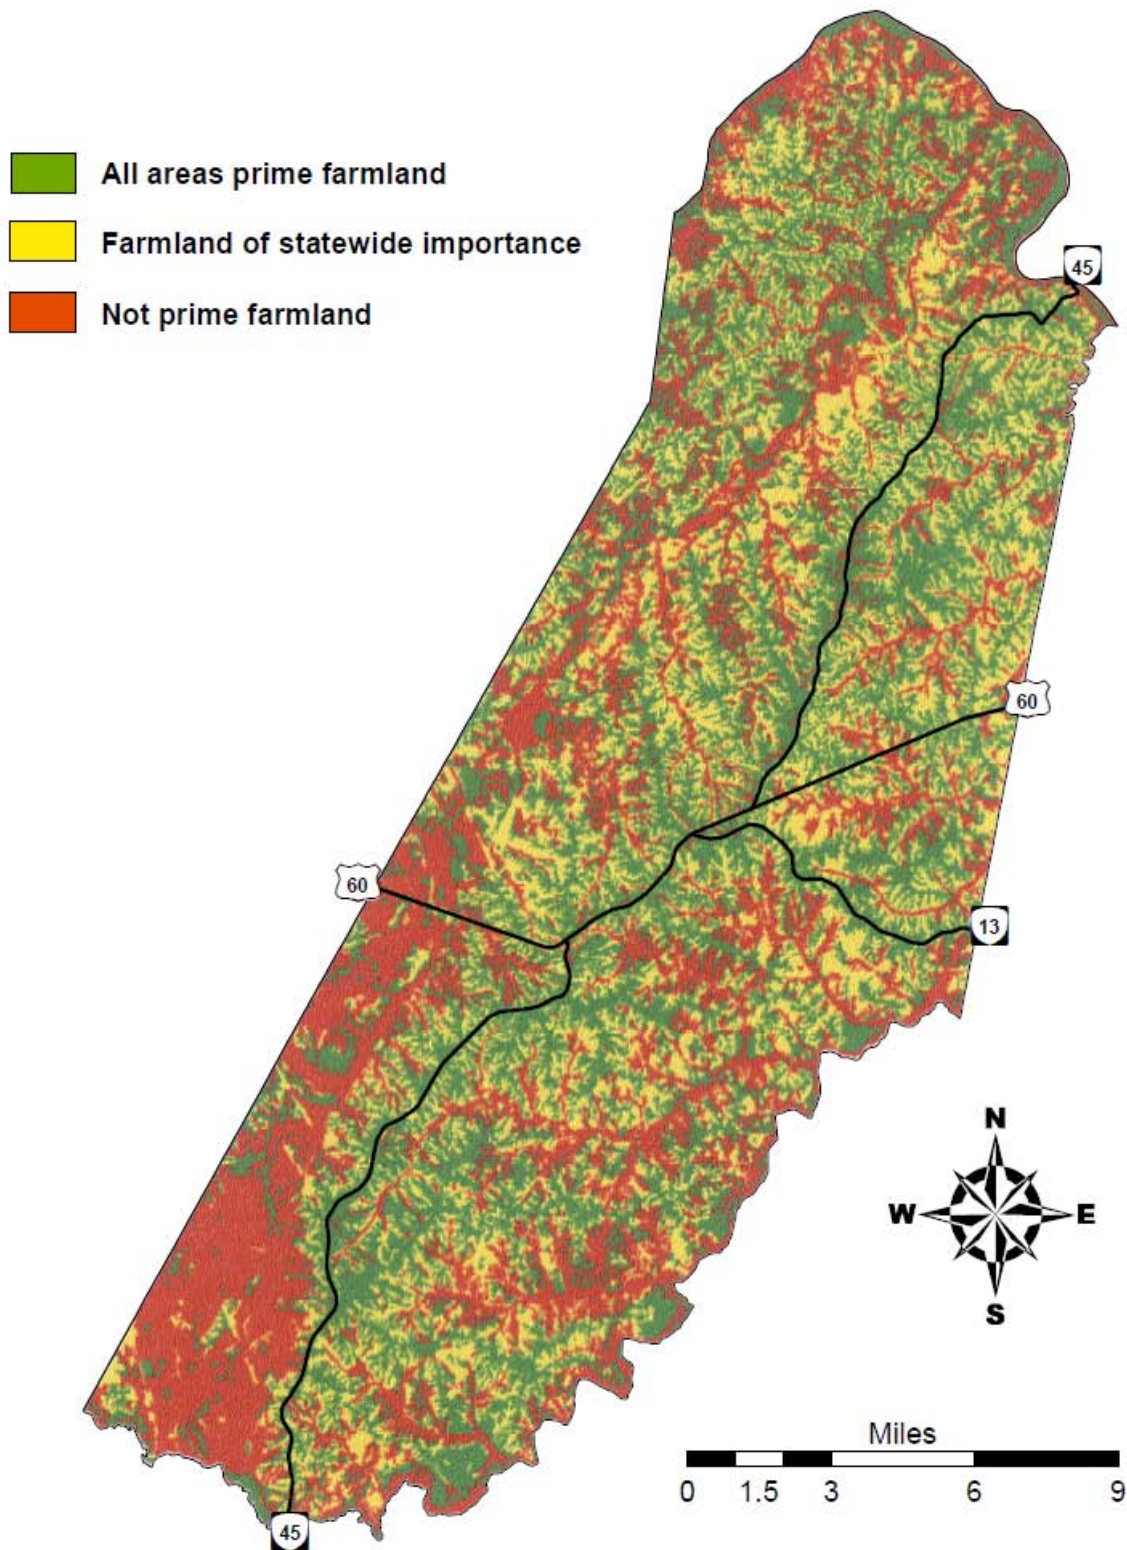 All areas prime farmland
Farmland of statewide importance
45
Not prime farmland
60
60
13
N
W E
S
Miles
0 1.5 3 6 9
45